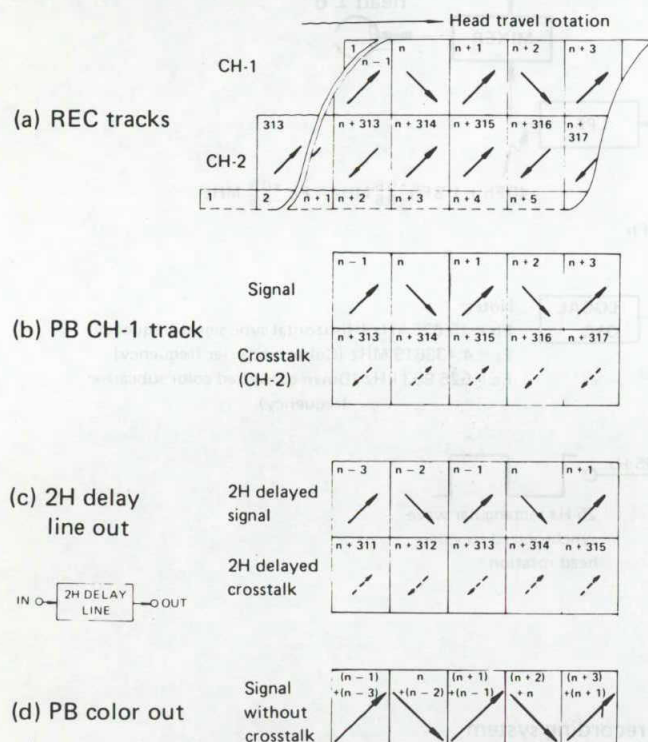 Head travel rotation
1
n - 1
n
n + 1
n + 2
n + 3
CH-1
(a) REC tracks
313
n + 313
n + 314
n + 315
n + 316
n + 317
CH-2
1
2
n + 1
n + 2
n + 3
n + 4
n + 5
n - 1
n
n + 1
n + 2
n + 3
Signal
(b) PB CH-1 track
n + 313
n + 314
n + 315
n + 316
n + 317
Crosstalk
(CH-2)
n - 3
n - 2
n - 1
n
n + 1
(c) 2H delay
line out
2H delayed
signal
n + 311
n + 312
n + 313
n + 314
n + 315
2H delayed
crosstalk
IN
2H DELAY
LINE
OUT
(n - 1)
+(n - 3)
n
+(n - 2)
(n + 1)
+(n - 1)
(n + 2)
+ n
(n + 3)
+(n + 1)
(d) PB color out
Signal
without
crosstalk